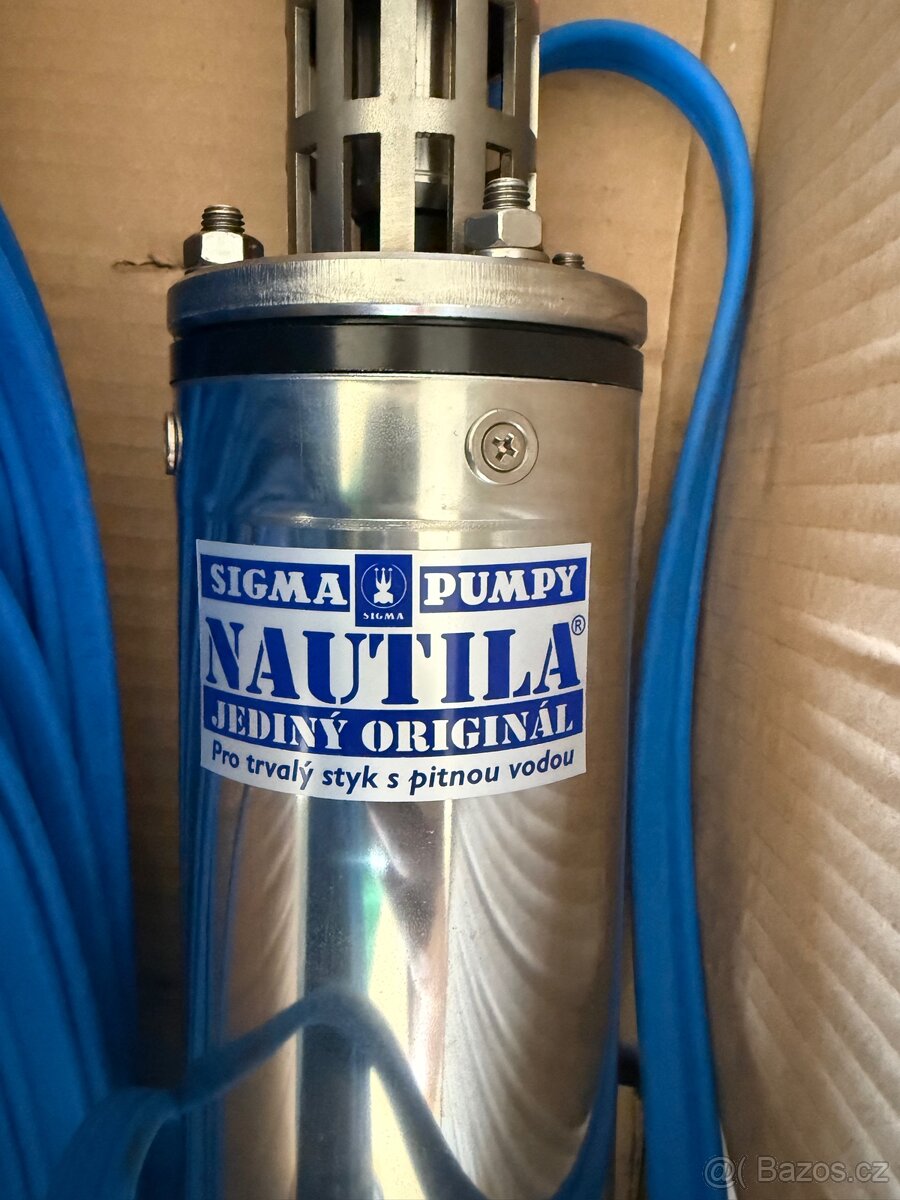 SIGMA SIGMA PUMPY
NAUTILA®
JEDINÝ ORIGINÁL
Pro trvalý styk s pitnou vodou
@( Bazos.cz